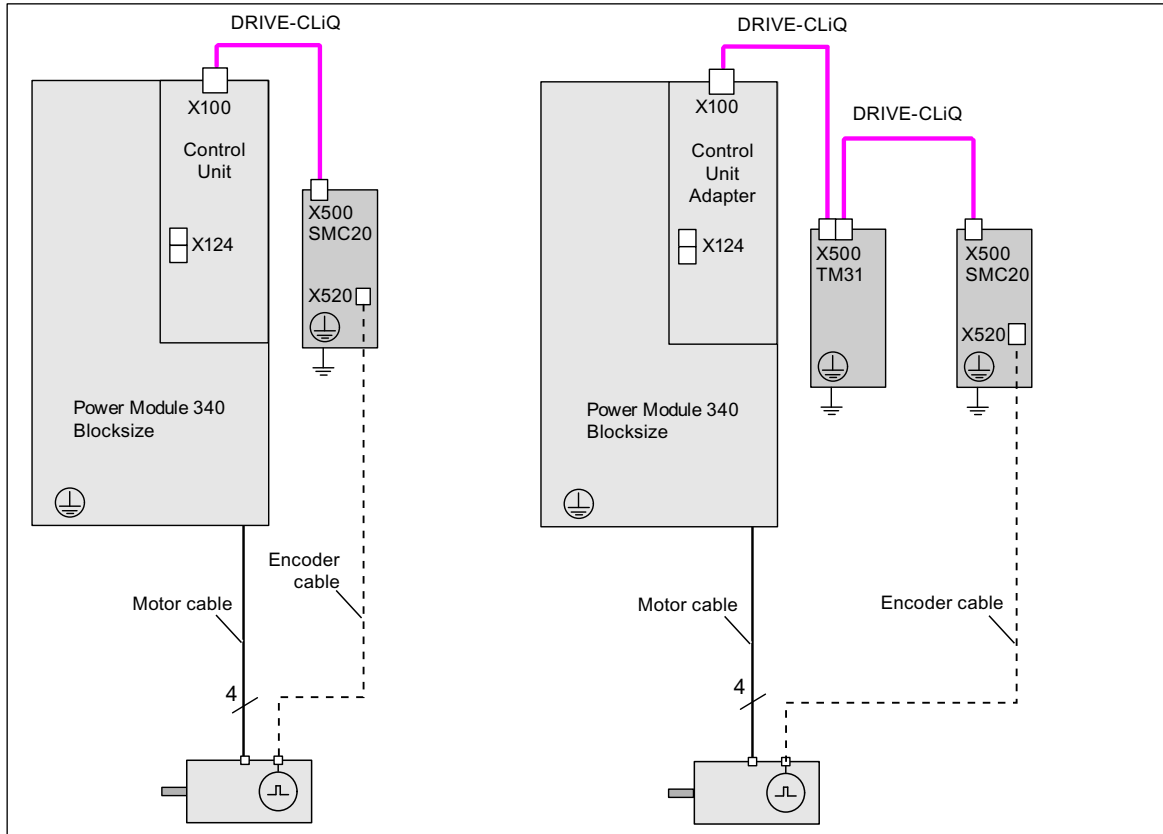 DRIVE-CLiQ
X100
Control
Unit
X124
X500
SMC20
X520
Power Module 340
Blocksize
Encoder
cable
Motor cable
4
DRIVE-CLiQ
X100
DRIVE-CLiQ
Control
Unit
Adapter
X124
X500
TM31
X500
SMC20
X520
Power Module 340
Blocksize
Motor cable
Encoder cable
4